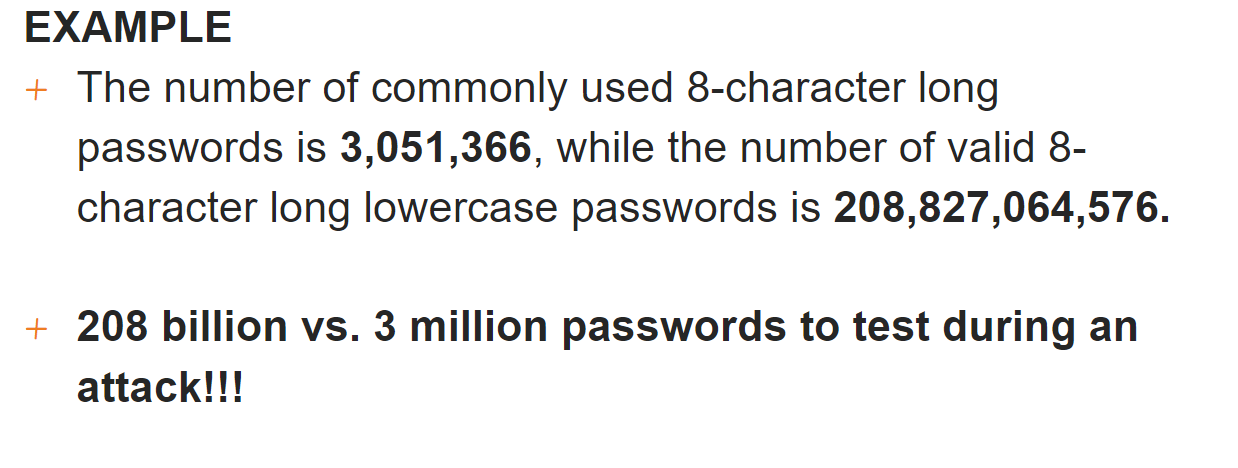 EXAMPLE
+ The number of commonly used 8-character long
passwords is 3,051,366, while the number of valid 8-
character long lowercase passwords is 208,827,064,576.
+ 208 billion vs. 3 million passwords to test during an
attack!!!